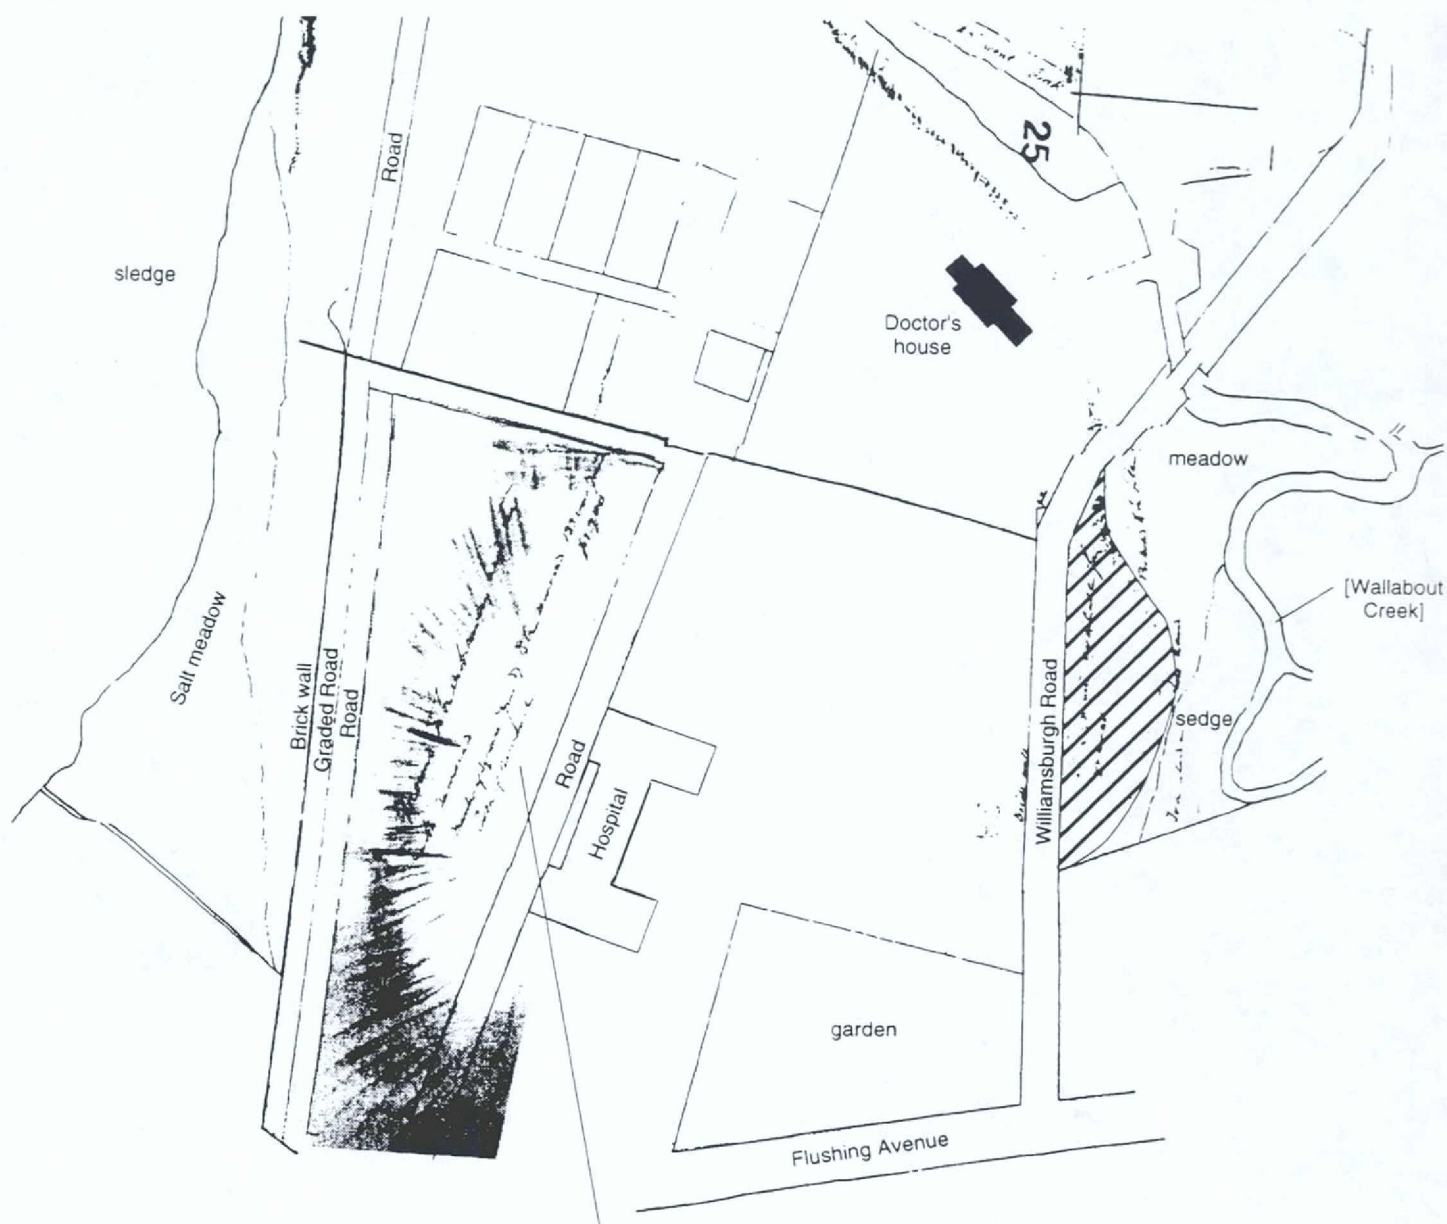 Road
25
sledge
Doctor's
house
meadow
[Wallabout
Creek]
Salt meadow
Brick wall
Graded Road
Road
Road
Hospital
Williamsburgh Road
sedge
garden
Flushing Avenue